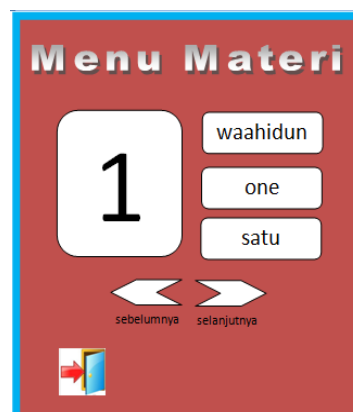 Menu Materi
1
waahidun
one
satu
sebelumnya
selanjutnya